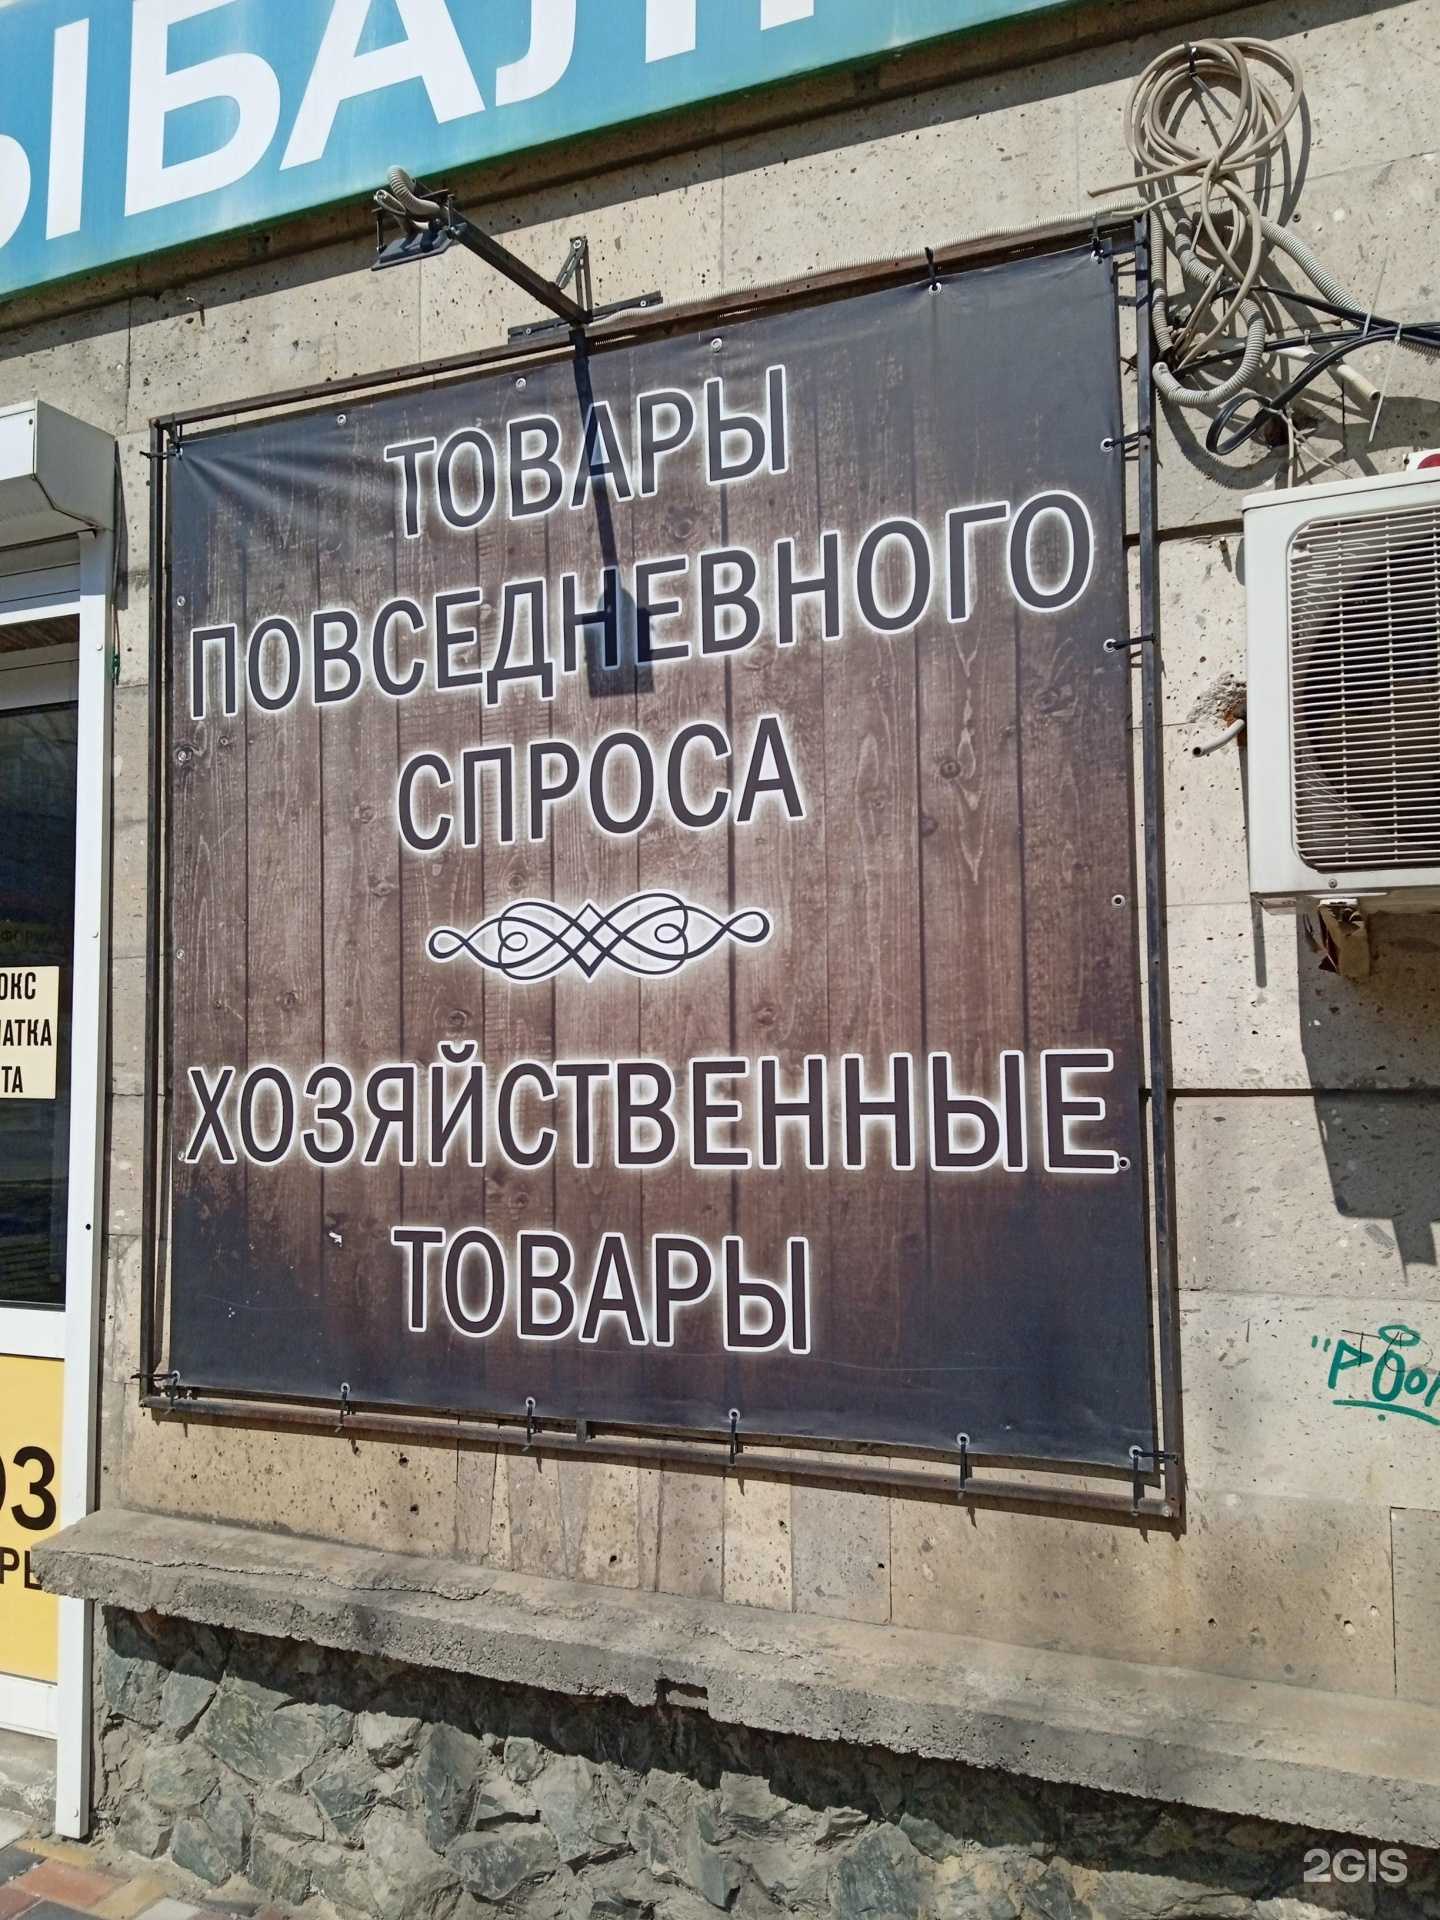 ТОВАРЫ
ПОВСЕДНЕВНОГО
СПРОСА
ХОЗЯЙСТВЕННЫЕ
ТОВАРЫ
2GIS